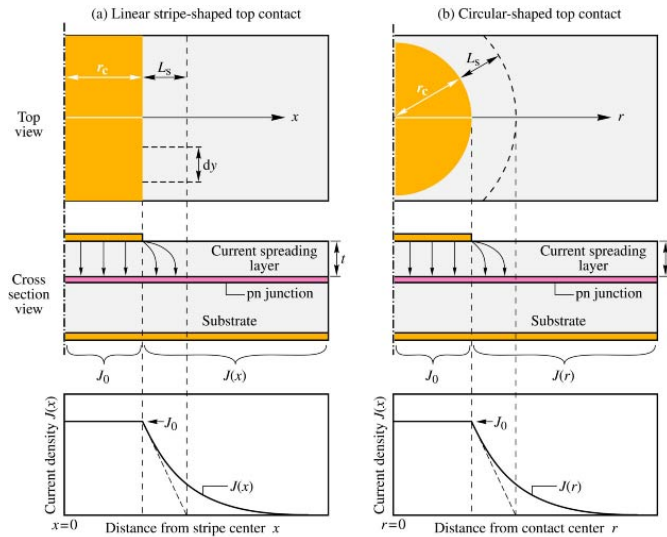 (a) Linear stripe-shaped top contact
(b) Circular-shaped top contact
Top
view
r_c
L_s
x
dy
r_c
L_s
r
Cross
section
view
Current spreading
layer
t
pn junction
Substrate
J_0
J(x)
Current spreading
layer
t
pn junction
Substrate
J_0
J(r)
Current density J(x)
J_0
J(x)
x=0
Distance from stripe center x
Current density J(x)
J_0
J(r)
r=0
Distance from contact center r